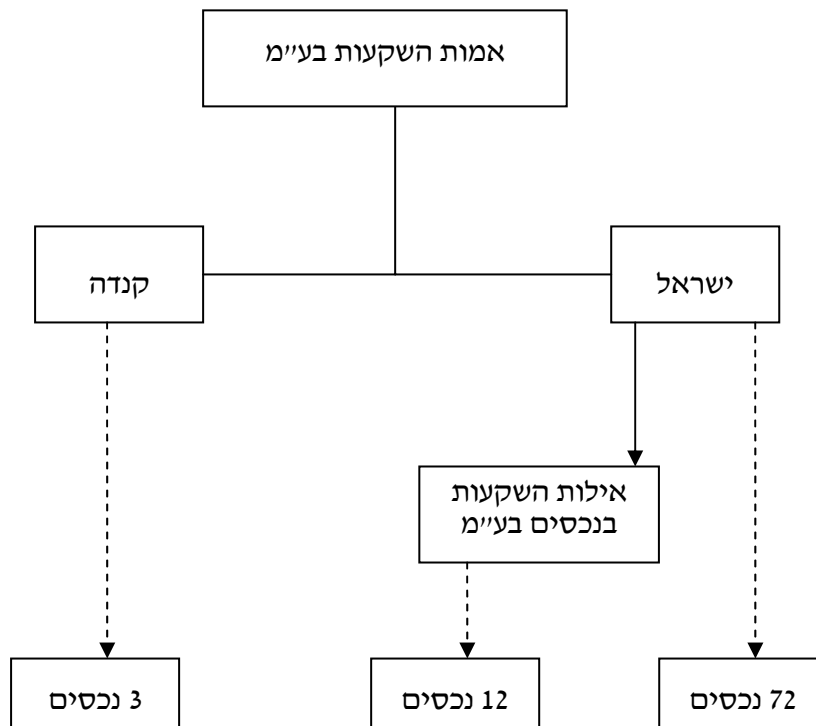 אמות השקעות בע״מ
ישראל
קנדה
אילות השקעות
בנכסים בע״מ
72 נכסים
12 נכסים
3 נכסים